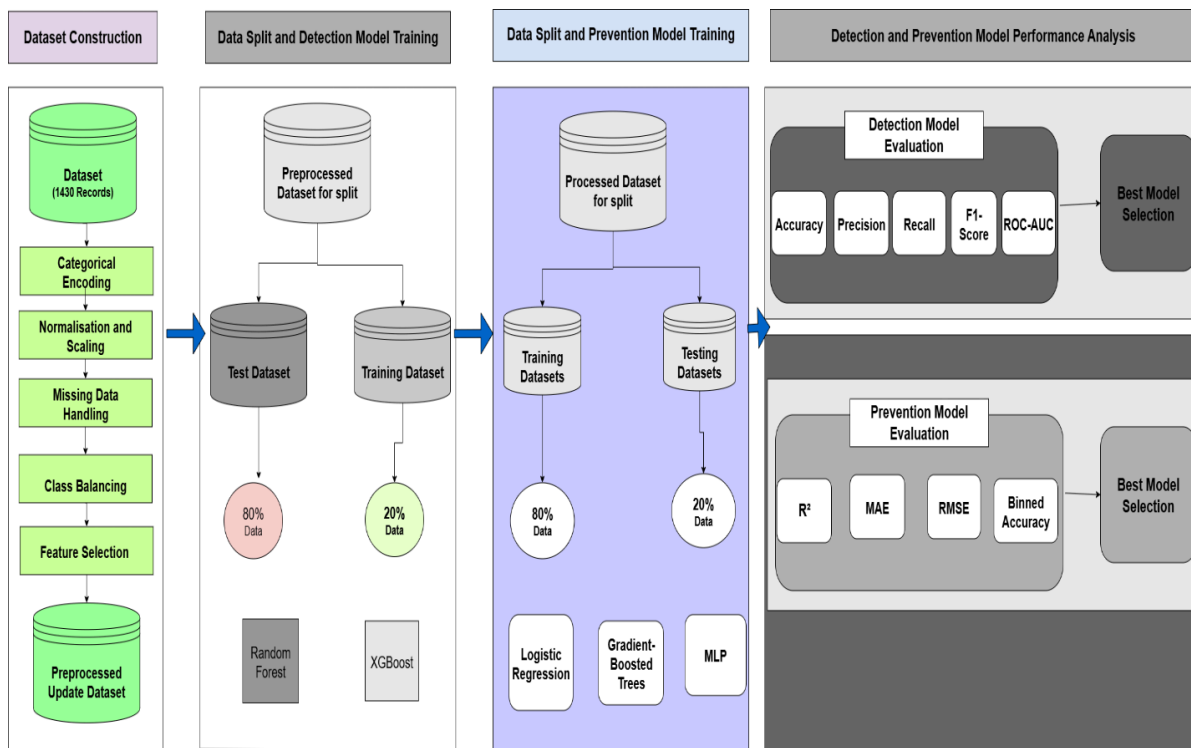 Dataset Construction
Data Split and Detection Model Training
Data Split and Prevention Model Training
Detection and Prevention Model Performance Analysis
Dataset
(1430 Records)
Categorical
Encoding
Normalisation and
Scaling
Missing Data
Handling
Class Balancing
Feature Selection
Preprocessed
Update Dataset
Preprocessed
Dataset for split
Test Dataset
Training Dataset
80%
Data
20%
Data
Random
Forest
XGBoost
Processed Dataset
for split
Training
Datasets
Testing
Datasets
80%
Data
20%
Data
Logistic
Regression
Gradient-
Boosted
Trees
MLP
Detection Model
Evaluation
Accuracy
Precision
Recall
F1-
Score
ROC-AUC
Best Model
Selection
Prevention Model
Evaluation
R²
MAE
RMSE
Binned
Accuracy
Best Model
Selection